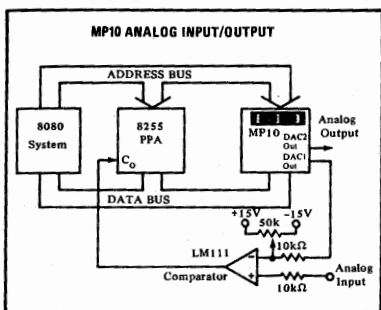 MP10 ANALOG INPUT/OUTPUT
ADDRESS BUS
8080
System
8255
PPA
C₀
MP10
DAC2
Out
DAC1
Out
Analog
Output
DATA BUS
+15V
-15V
50k
LM111
10kΩ
Comparator
10kΩ
Analog
Input